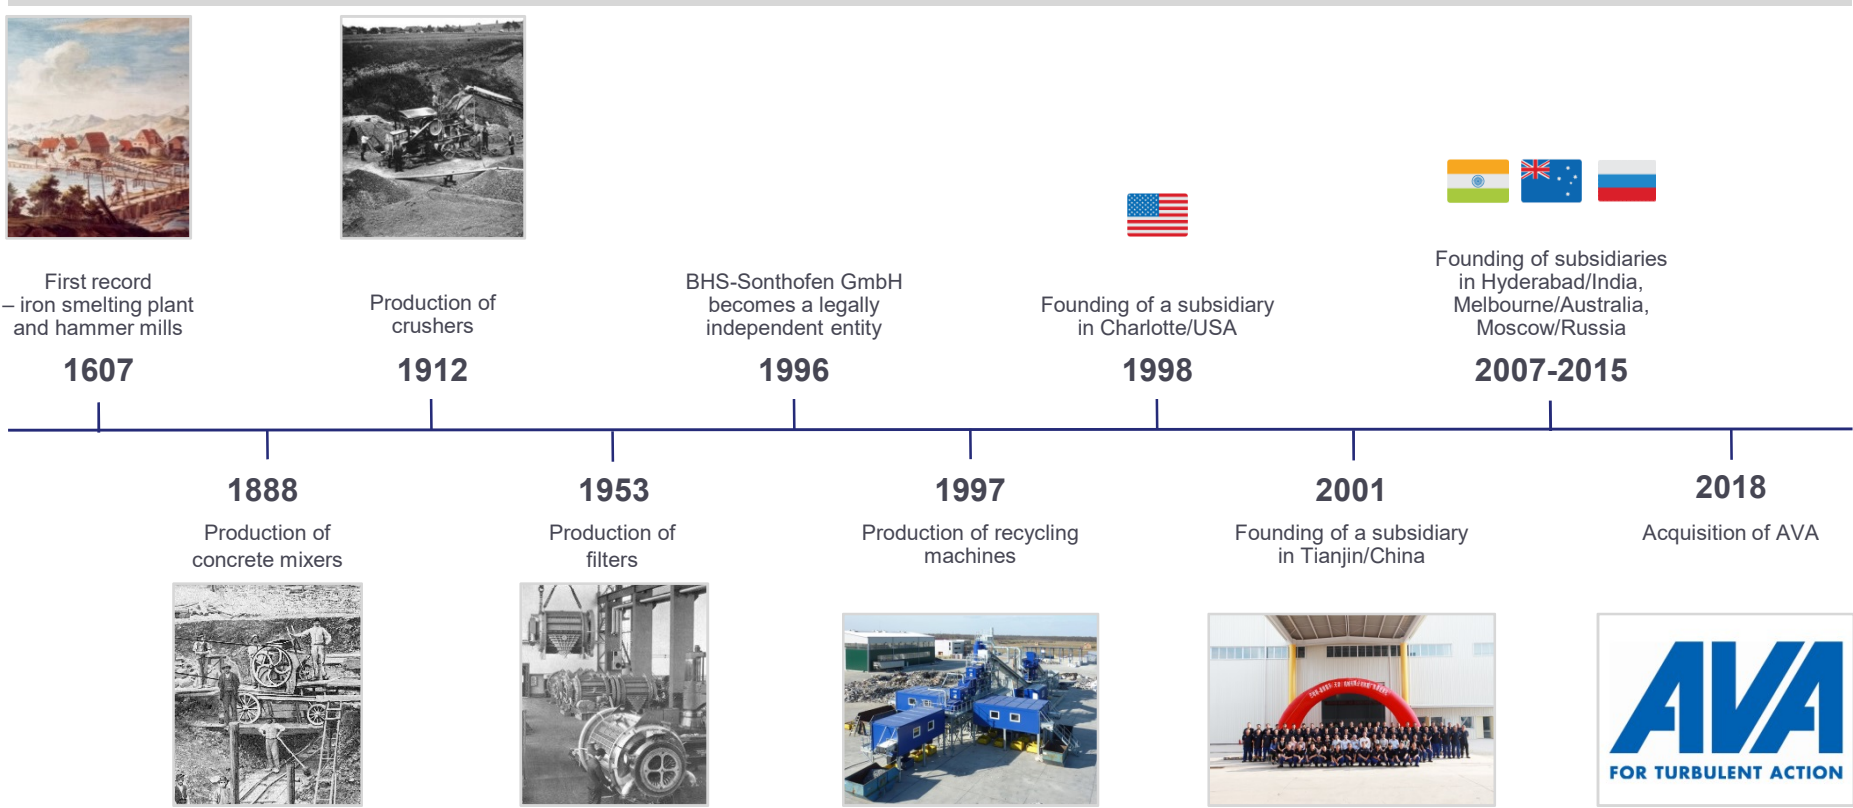 First record
– iron smelting plant
and hammer mills
1607
Production of
crushers
1912
BHS-Sonthofen GmbH
becomes a legally
independent entity
1996
Founding of a subsidiary
in Charlotte/USA
1998
Founding of subsidiaries
in Hyderabad/India,
Melbourne/Australia,
Moscow/Russia
2007-2015
1888
Production of
concrete mixers
1953
Production of
filters
1997
Production of recycling
machines
2001
Founding of a subsidiary
in Tianjin/China
2018
Acquisition of AVA
AVA
FOR TURBULENT ACTION